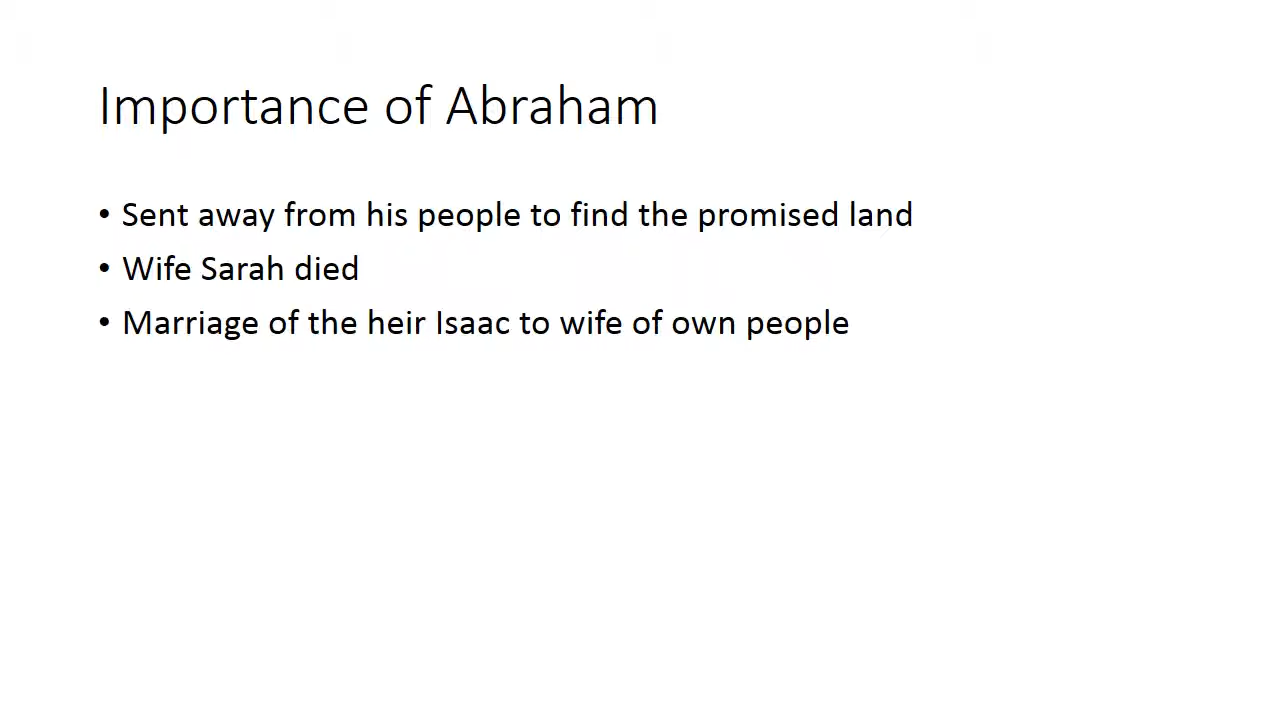 Importance of Abraham
• Sent away from his people to find the promised land
• Wife Sarah died
• Marriage of the heir Isaac to wife of own people